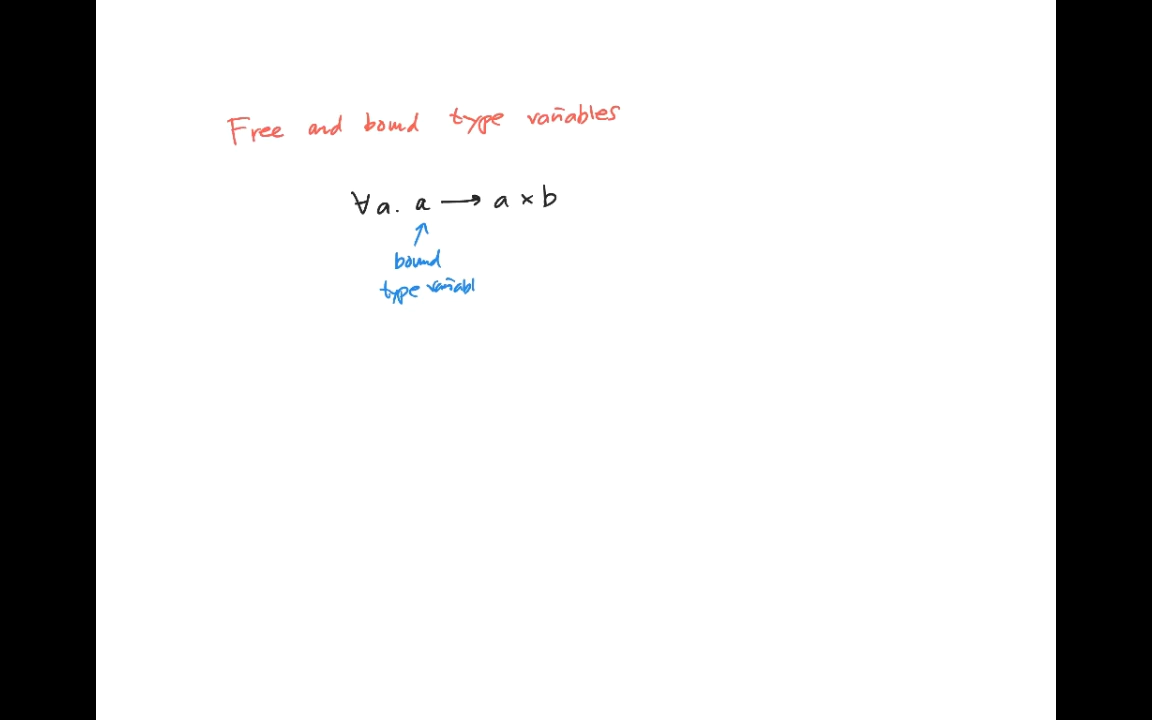 Free and bound type variables
∀a. a ⟶ a × b
↑
bound
type variabl